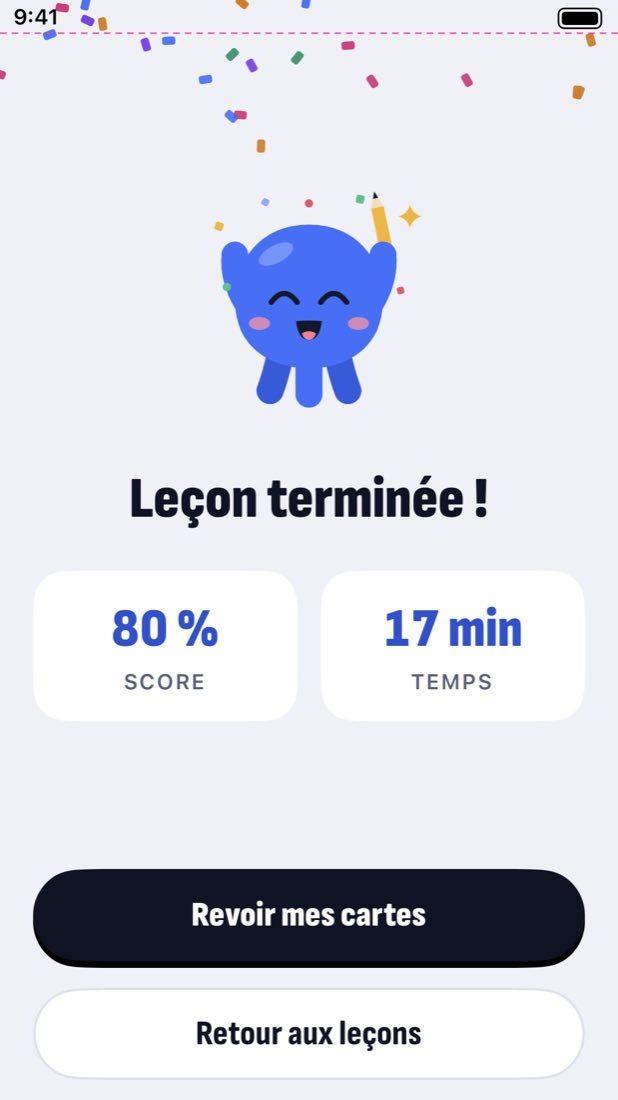 9:41
Leçon terminée !
80 %
SCORE
17 min
TEMPS
Revoir mes cartes
Retour aux leçons